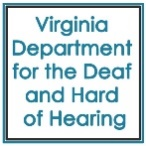 Virginia
Department
for the Deaf
and Hard
of Hearing